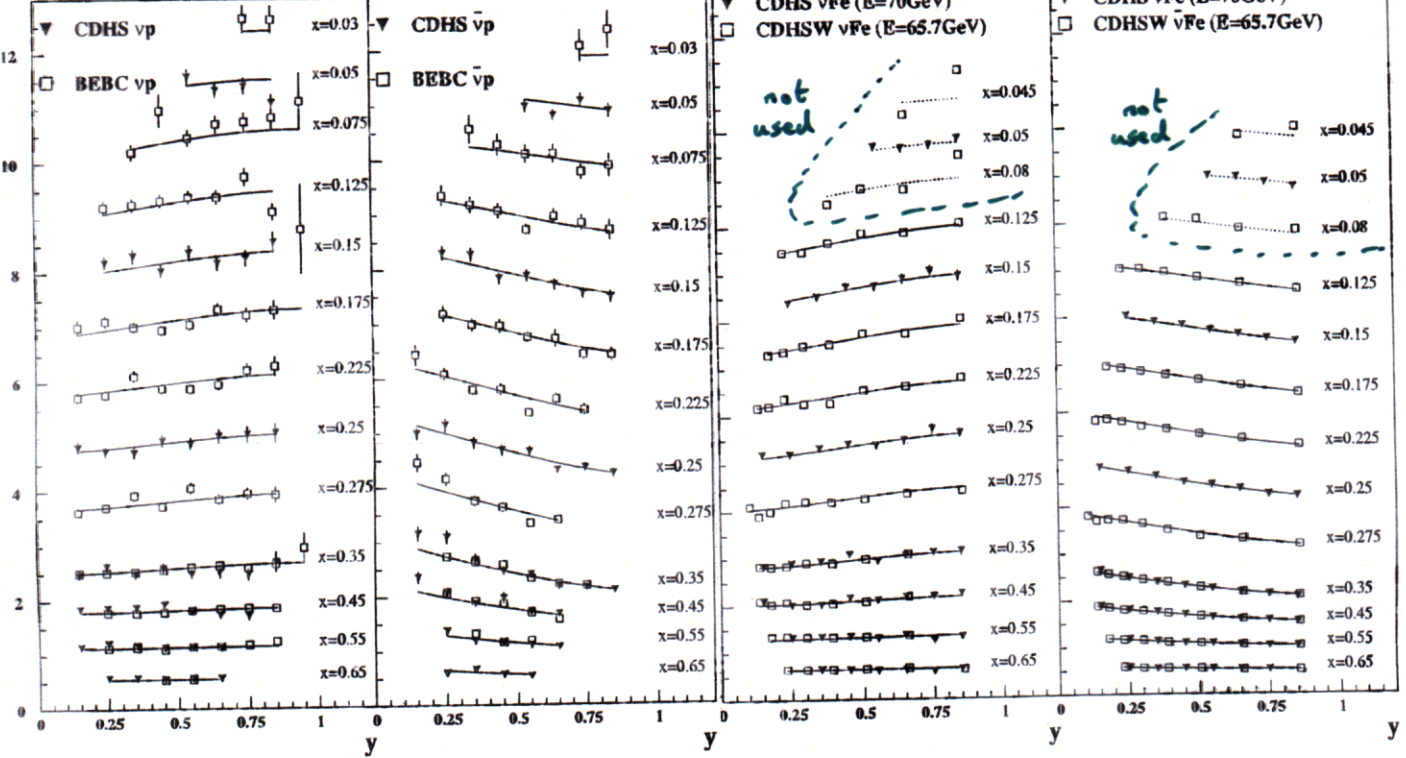 CDHS νp
BEBC νp
x=0.03
x=0.05
x=0.075
x=0.125
x=0.15
x=0.175
x=0.225
x=0.25
x=0.275
x=0.35
x=0.45
x=0.55
x=0.65
12
10
8
6
4
2
0
0 0.25 0.5 0.75 1
y
CDHS ν̄p
BEBC ν̄p
x=0.03
x=0.05
x=0.075
x=0.125
x=0.15
x=0.175
x=0.225
x=0.25
x=0.275
x=0.35
x=0.45
x=0.55
x=0.65
0 0.25 0.5 0.75 1
y
CDHS νFe (E=70GeV)
CDHSW νFe (E=65.7GeV)
not
used
x=0.045
x=0.05
x=0.08
x=0.125
x=0.15
x=0.175
x=0.225
x=0.25
x=0.275
x=0.35
x=0.45
x=0.55
x=0.65
0 0.25 0.5 0.75 1
y
CDHS ν̄Fe (E=70GeV)
CDHSW ν̄Fe (E=65.7GeV)
not
used
x=0.045
x=0.05
x=0.08
x=0.125
x=0.15
x=0.175
x=0.225
x=0.25
x=0.275
x=0.35
x=0.45
x=0.55
x=0.65
0 0.25 0.5 0.75 1
y